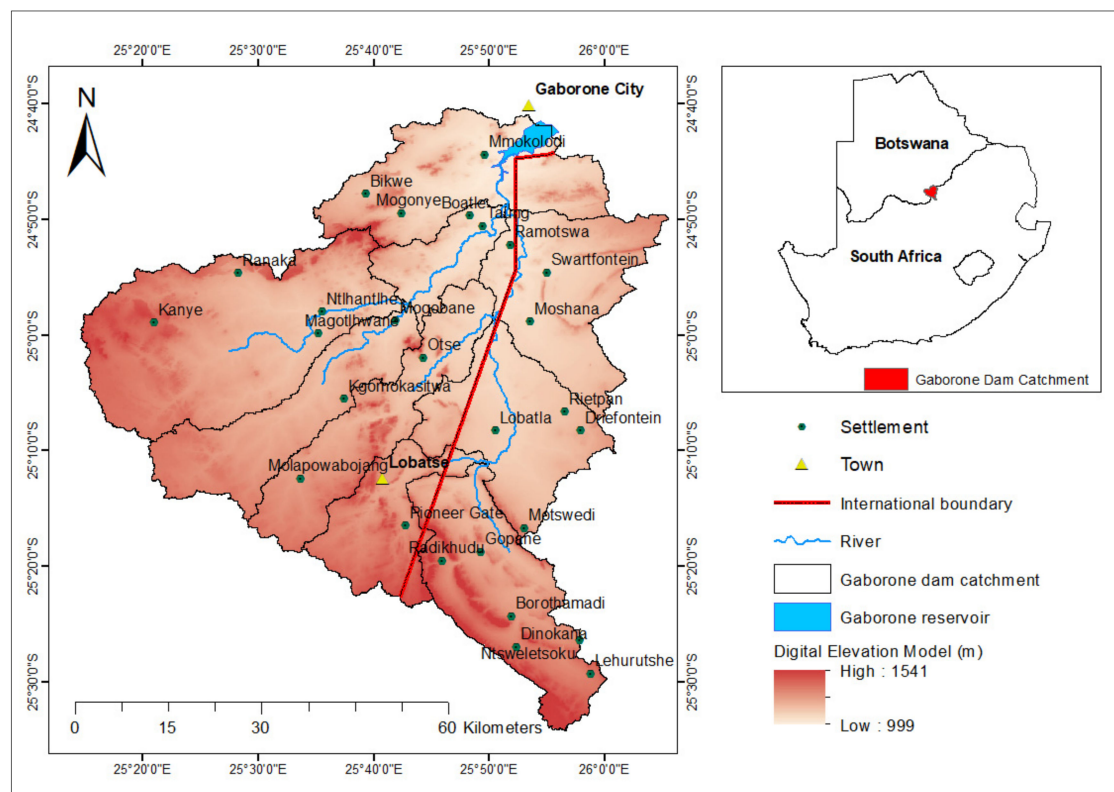 25°20'0"E 25°30'0"E 25°40'0"E 25°50'0"E 26°0'0"E
24°40'0"S
24°50'0"S
25°0'0"S
25°10'0"S
25°20'0"S
25°30'0"S
N
Gaborone City
Mmokolodi
Bikwe
Mogonye
Boatle
Taung
Ramotswa
Ranaka
Swartfontein
Ntlhantlhe
Kanye
Mogobane
Moshana
Magotlhwane
Otse
Kgomokasitwa
Rietpan
Lobatla
Driefontein
Molapowabojang
Lobatse
Pioneer Gate
Motswedi
Gopane
Radikhudu
Borothamadi
Dinokana
Ntsweletsoku
Lehurutshe
0 15 30 60 Kilometers
24°40'0"S
24°50'0"S
25°0'0"S
25°10'0"S
25°20'0"S
25°30'0"S
25°20'0"E 25°30'0"E 25°40'0"E 25°50'0"E 26°0'0"E
Botswana
South Africa
Gaborone Dam Catchment
Settlement
Town
International boundary
River
Gaborone dam catchment
Gaborone reservoir
Digital Elevation Model (m)
High : 1541
Low : 999